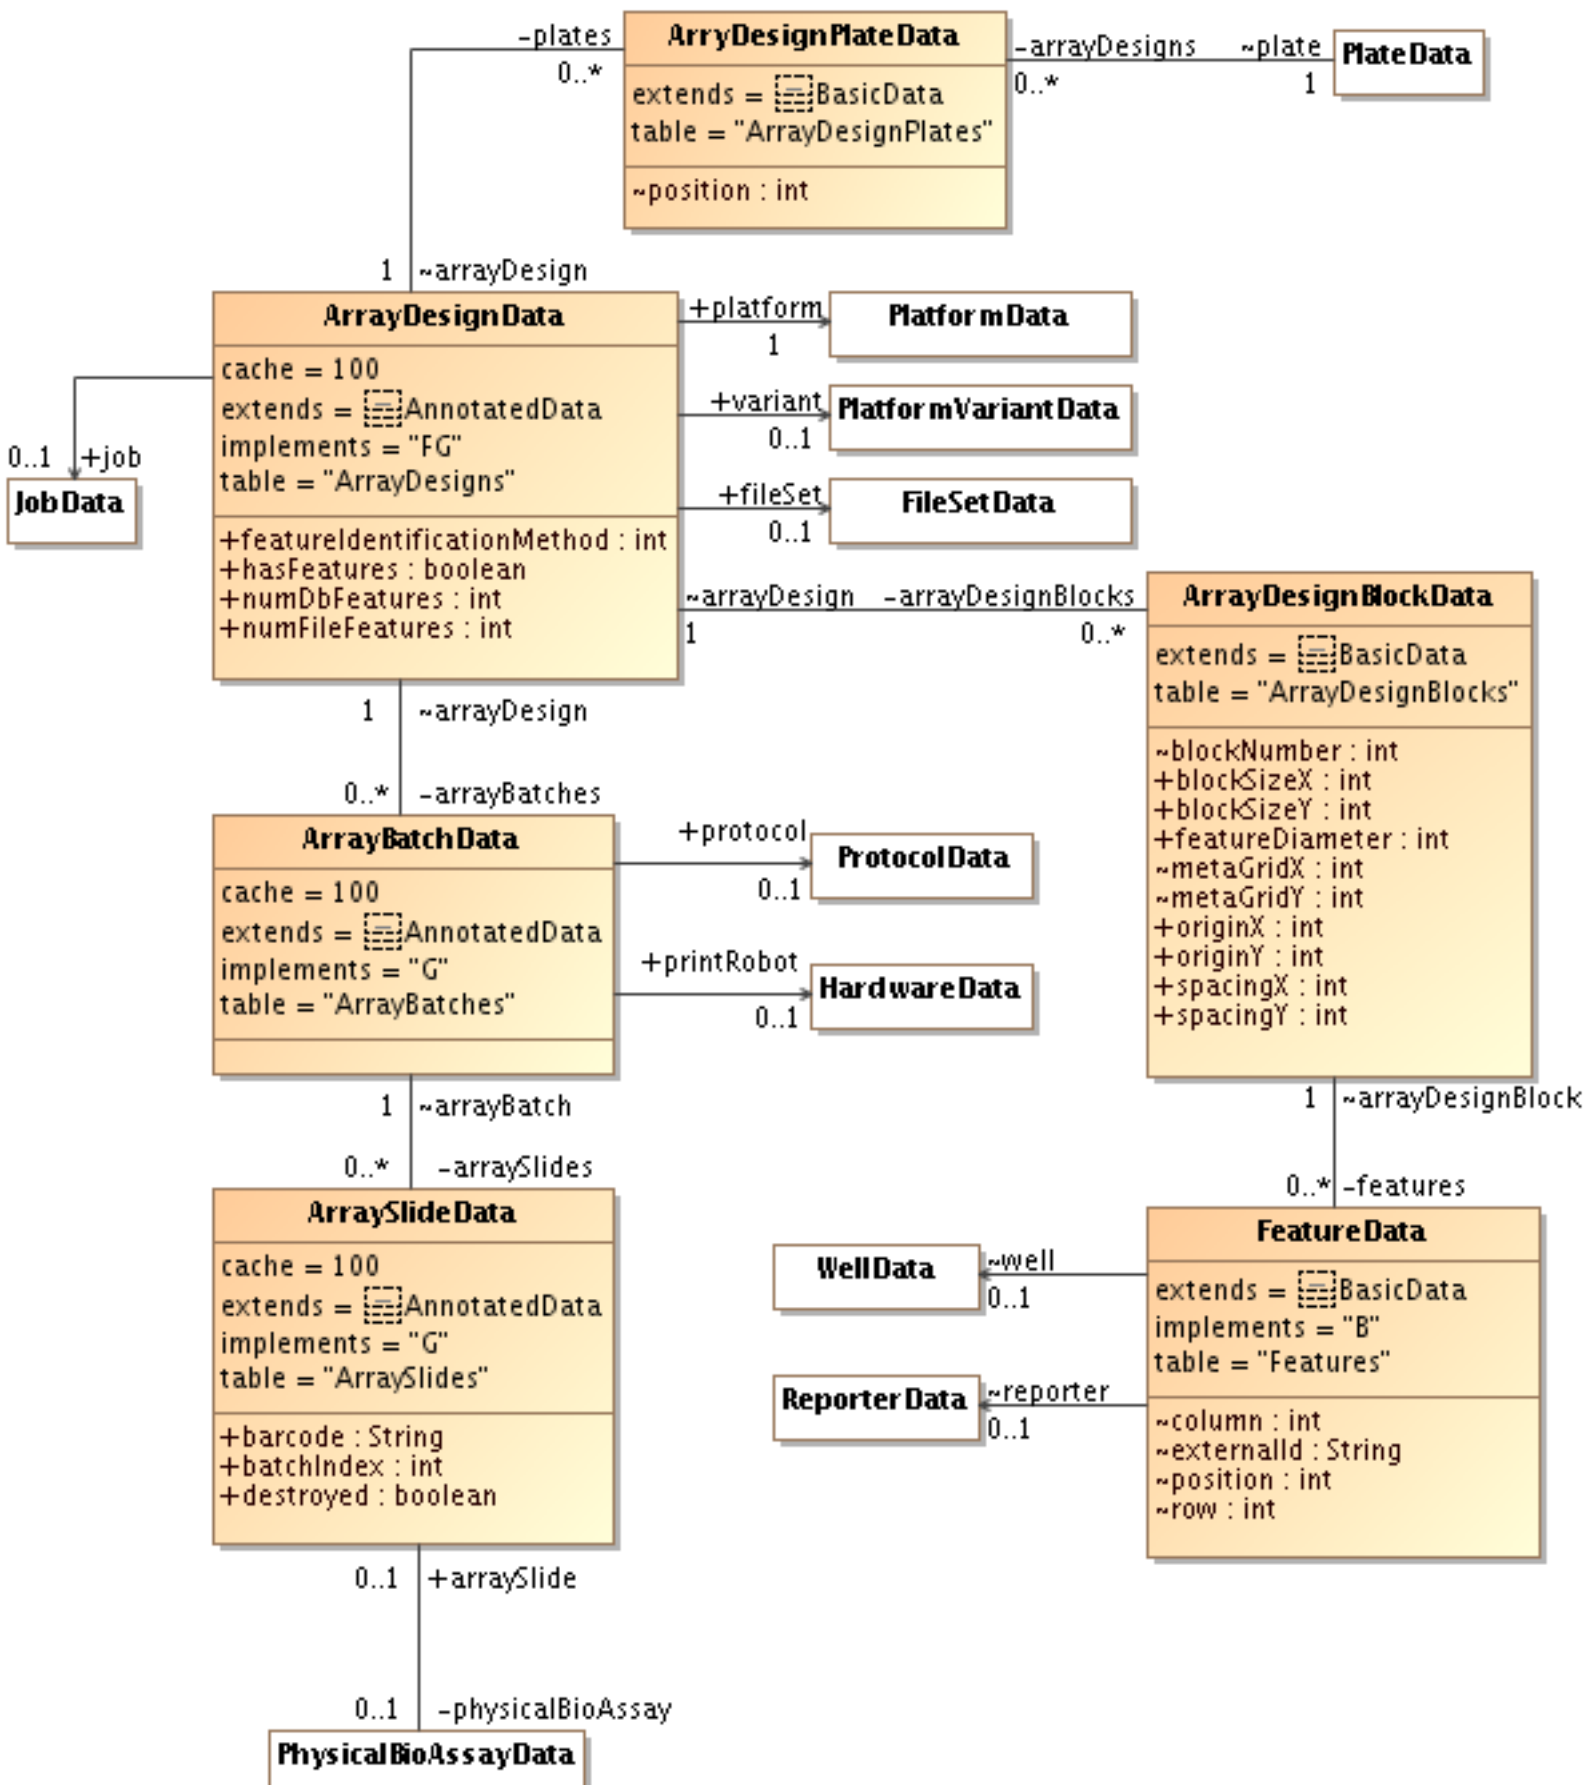 -plates
0..*
ArryDesignPlateData
extends = BasicData
table = "ArrayDesignPlates"
~position : int
-arrayDesigns
0..*
~plate
1
PlateData
1 ~arrayDesign
ArrayDesignData
cache = 100
extends = AnnotatedData
implements = "FG"
table = "ArrayDesigns"
+featureIdentificationMethod : int
+hasFeatures : boolean
+numDbFeatures : int
+numFileFeatures : int
0..1 +job
JobData
+platform
1
PlatformData
+variant
0..1
PlatformVariantData
+fileSet
0..1
FileSetData
~arrayDesign
1
-arrayDesignBlocks
0..*
ArrayDesignBlockData
extends = BasicData
table = "ArrayDesignBlocks"
~blockNumber : int
+blockSizeX : int
+blockSizeY : int
+featureDiameter : int
~metaGridX : int
~metaGridY : int
+originX : int
+originY : int
+spacingX : int
+spacingY : int
1 ~arrayDesign
0..* -arrayBatches
ArrayBatchData
cache = 100
extends = AnnotatedData
implements = "G"
table = "ArrayBatches"
+protocol
0..1
ProtocolData
+printRobot
0..1
HardwareData
1 ~arrayBatch
0..* -arraySlides
ArraySlideData
cache = 100
extends = AnnotatedData
implements = "G"
table = "ArraySlides"
+barcode : String
+batchIndex : int
+destroyed : boolean
1 ~arrayDesignBlock
0..* -features
FeatureData
extends = BasicData
implements = "B"
table = "Features"
~column : int
~externalId : String
~position : int
~row : int
WellData
~well
0..1
ReporterData
~reporter
0..1
0..1 +arraySlide
0..1 -physicalBioAssay
PhysicalBioAssayData